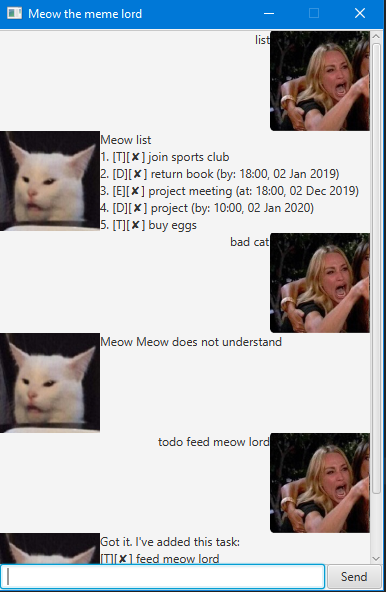 Meow the meme lord
list
Meow list
1. [T][✘] join sports club
2. [D][✘] return book (by: 18:00, 02 Jan 2019)
3. [E][✘] project meeting (at: 18:00, 02 Dec 2019)
4. [D][✘] project (by: 10:00, 02 Jan 2020)
5. [T][✘] buy eggs
bad cat
Meow Meow does not understand
todo feed meow lord
Got it. I've added this task:
[T][✘] feed meow lord
Send